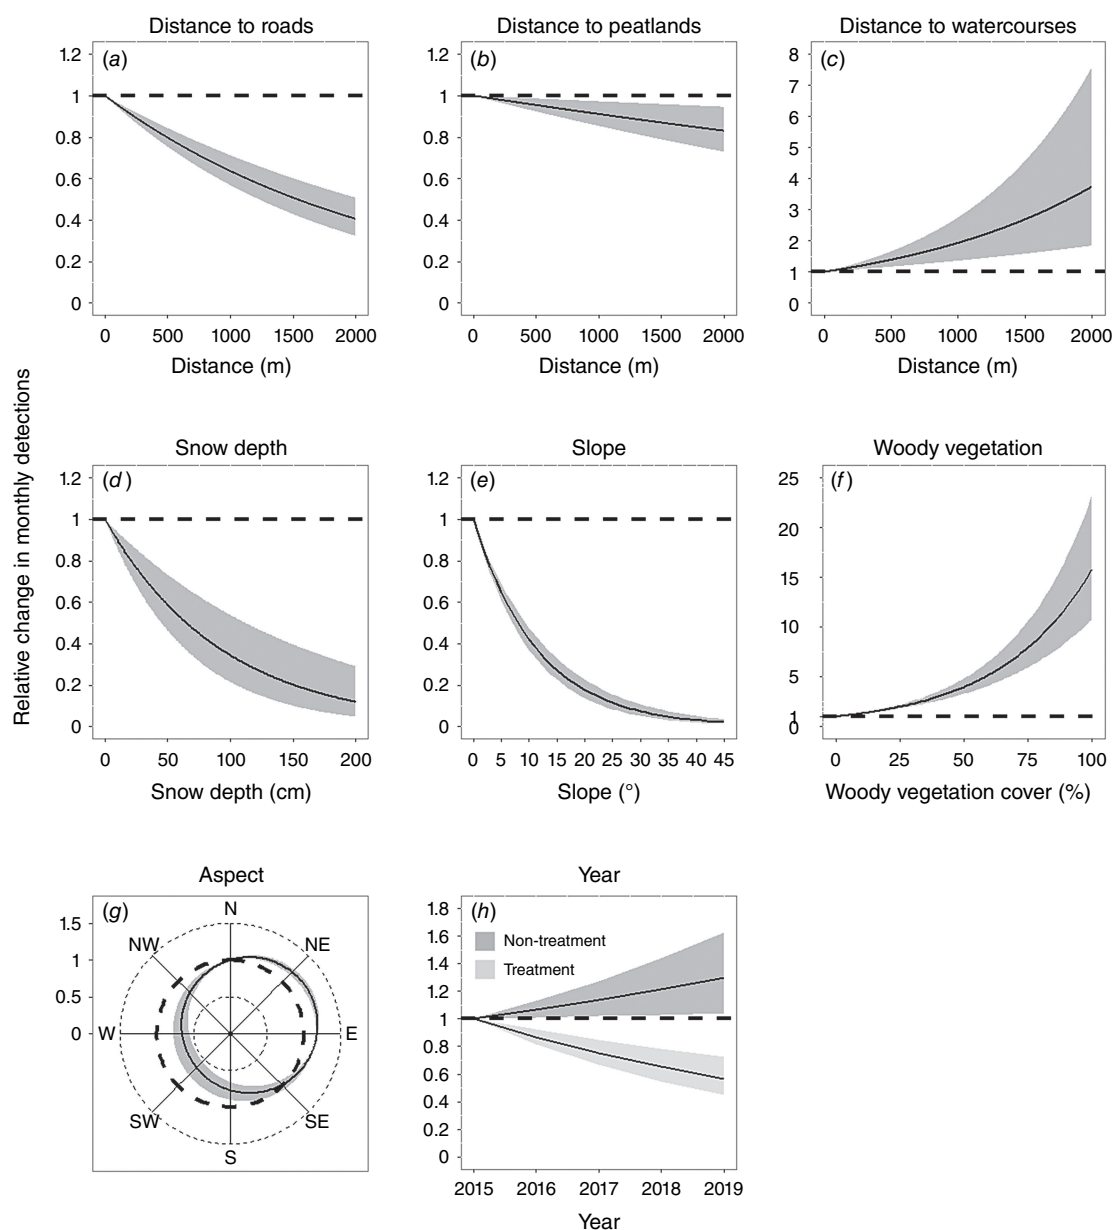 Relative change in monthly detections
Distance to roads
(a)
1.2
1
0.8
0.6
0.4
0.2
0
0 500 1000 1500 2000
Distance (m)
Distance to peatlands
(b)
1.2
1
0.8
0.6
0.4
0.2
0
0 500 1000 1500 2000
Distance (m)
Distance to watercourses
(c)
8
7
6
5
4
3
2
1
0
0 500 1000 1500 2000
Distance (m)
Snow depth
(d)
1.2
1
0.8
0.6
0.4
0.2
0
0 50 100 150 200
Snow depth (cm)
Slope
(e)
1.2
1
0.8
0.6
0.4
0.2
0
0 5 10 15 20 25 30 35 40 45
Slope (°)
Woody vegetation
(f)
25
20
15
10
5
1
0
0 25 50 75 100
Woody vegetation cover (%)
Aspect
(g)
1.5
1
0.5
0
N
NW NE
W E
SW SE
S
Year
(h)
1.8
1.6
1.4
1.2
1
0.8
0.6
0.4
0.2
0
Non-treatment
Treatment
2015 2016 2017 2018 2019
Year